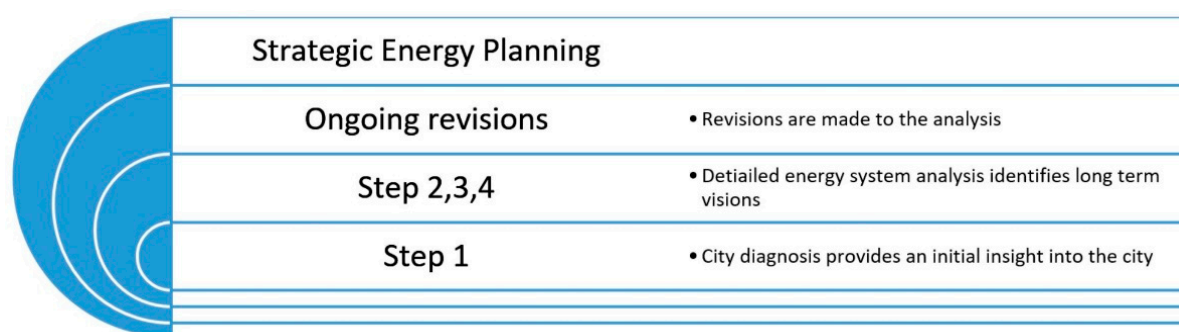 Strategic Energy Planning
Ongoing revisions
• Revisions are made to the analysis
Step 2,3,4
• Detiailed energy system analysis identifies long term
visions
Step 1
• City diagnosis provides an initial insight into the city